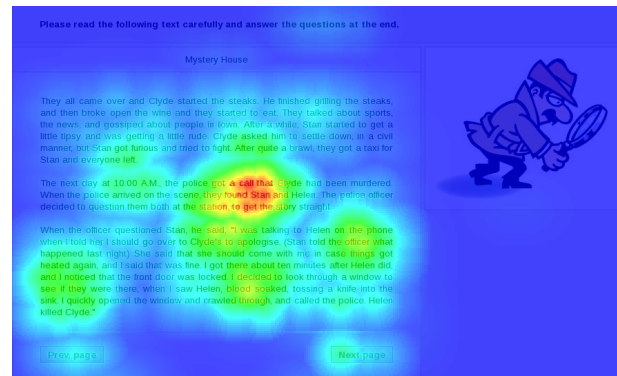 Please read the following text carefully and answer the questions at the end.
Mystery House
They all came over and Clyde started the steaks. He finished grilling the steaks,
and then broke open the wine and they started to eat. They talked about sports,
the news, and gossiped about people in town. After a while, Stan started to get a
little tipsy and was getting a little rude. Clyde asked him to settle down, in a civil
manner, but Stan got furious and tried to fight. After quite a brawl, they got a taxi for
Stan and everyone left.
The next day at 10:00 A.M., the police got a call that Clyde had been murdered.
When the police arrived on the scene, they found Stan and Helen. The police officer
decided to question them both at the station, to get the story straight.
When the officer questioned Stan, he said, "I was talking to Helen on the phone
when I told her I should go over to Clyde's to apologise. (Stan told the officer what
happened last night) She said that she should come with me in case things got
heated again, and I said that was fine. I got there about ten minutes after Helen did,
and I noticed that the front door was locked. I decided to look through a window to
see if they were there, when I saw Helen, blood soaked, tossing a knife into the
sink. I quickly opened the window and crawled through, and called the police. Helen
killed Clyde."
Prev. page
Next page